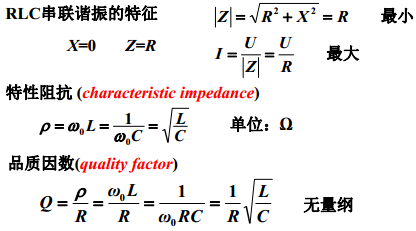 RLC串联谐振的特征 |Z| = √(R² + X²) = R 最小
X=0 Z=R I = U/|Z| = U/R 最大
特性阻抗 (characteristic impedance)
ρ = ω₀L = 1/(ω₀C) = √(L/C) 单位：Ω
品质因数(quality factor)
Q = ρ/R = ω₀L/R = 1/(ω₀RC) = (1/R)√(L/C) 无量纲